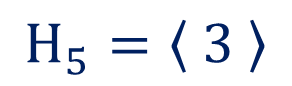 H₅ = ⟨ 3 ⟩